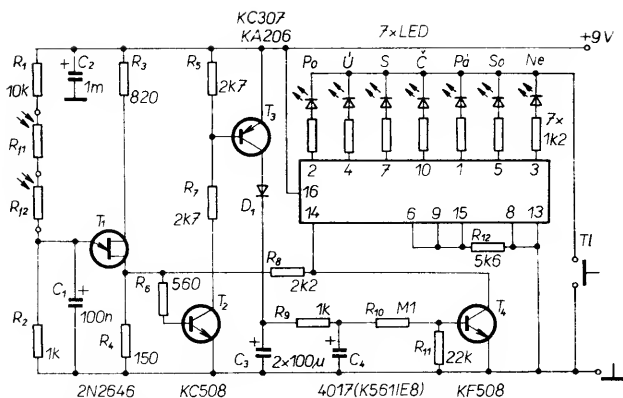 KC307
KA206
7×LED
+9V
R1
10k
C2
1m
R3
820
R5
2k7
T3
Po Ú S Č Pá So Ne
7×
1k2
R11
R12
R7
2k7
D1
2 4 7 10 1 5 3
16
14
6 9 15 8 13
R12
5k6
Tl
T1
C1
100n
R6
560
T2
R8
2k2
T4
R2
1k
R4
150
R9
1k
R10
M1
R11
22k
C3
2×100µ
C4
2N2646
KC508
4017(K561IE8)
KF508